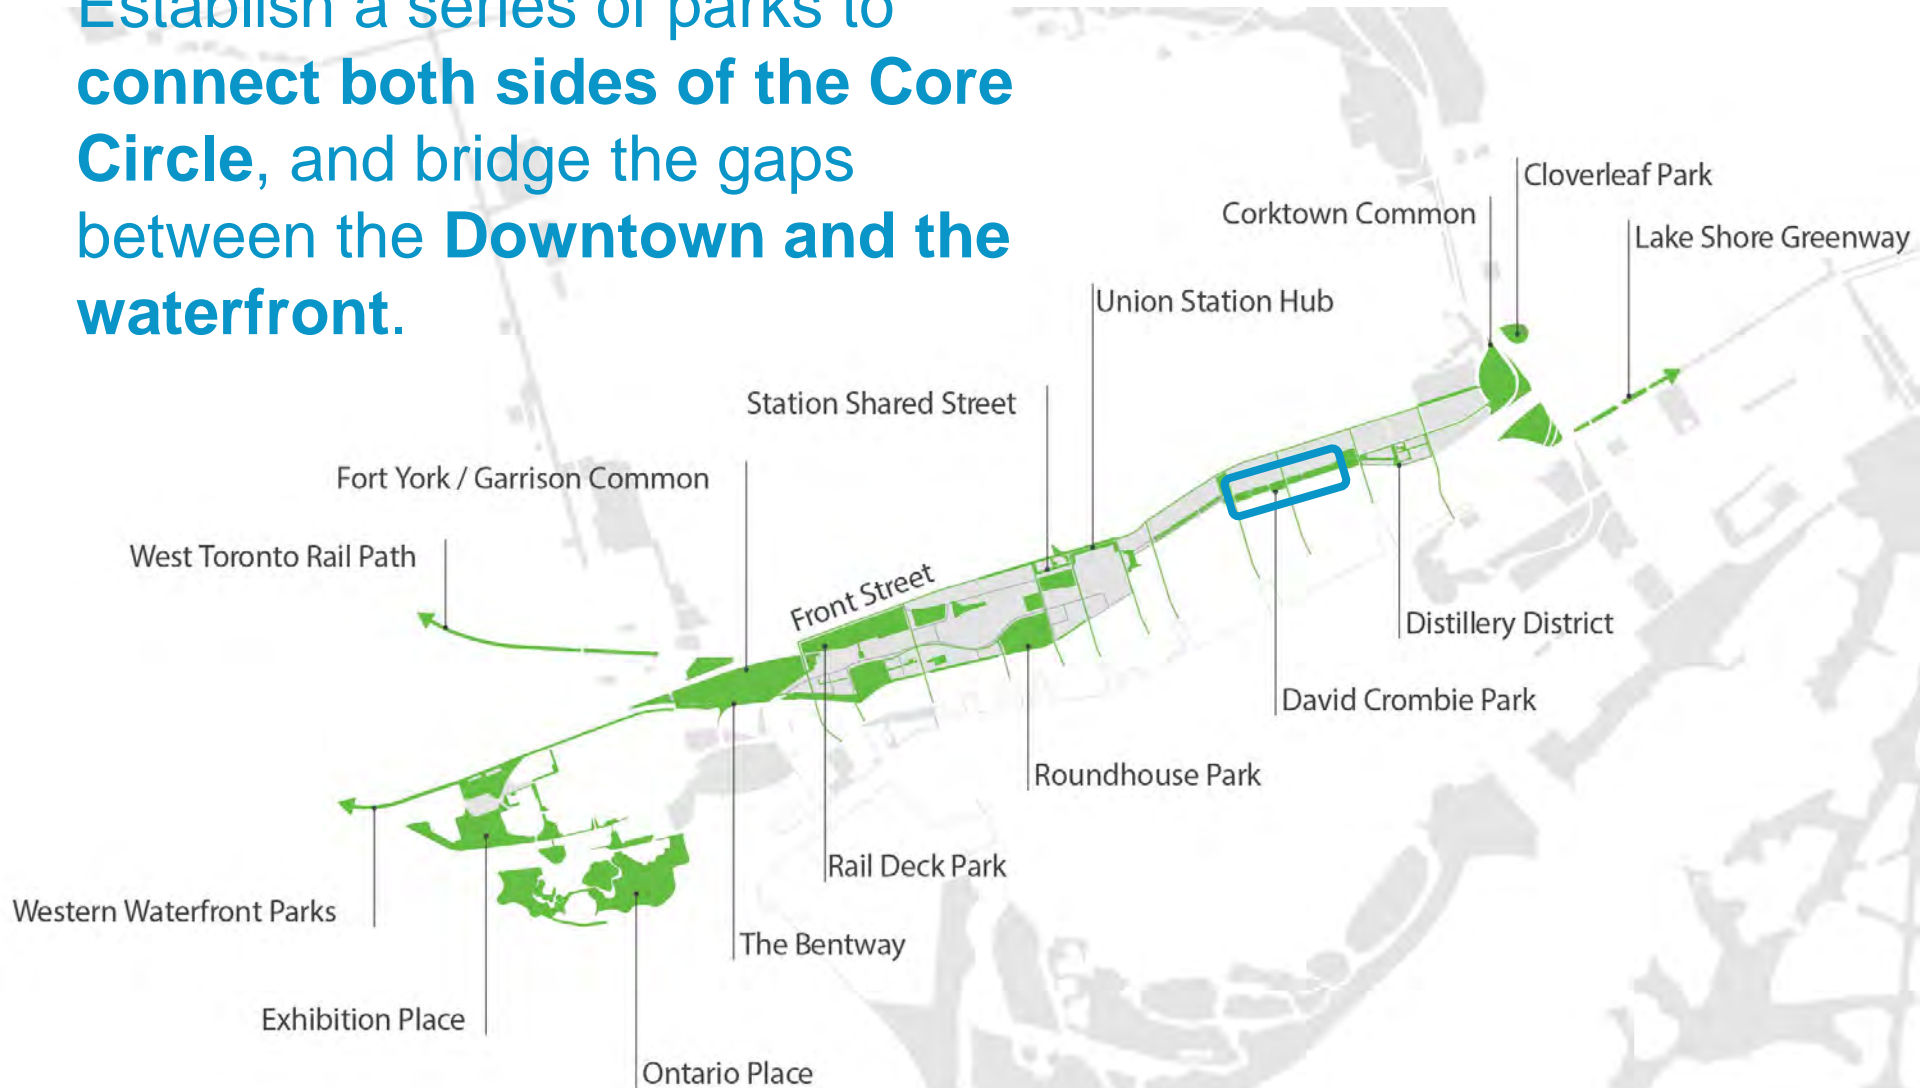 Establish a series of parks to
connect both sides of the Core
Circle, and bridge the gaps
between the Downtown and the
waterfront.
Cloverleaf Park
Corktown Common
Lake Shore Greenway
Union Station Hub
Station Shared Street
Fort York / Garrison Common
West Toronto Rail Path
Front Street
Distillery District
David Crombie Park
Roundhouse Park
Rail Deck Park
Western Waterfront Parks
The Bentway
Exhibition Place
Ontario Place